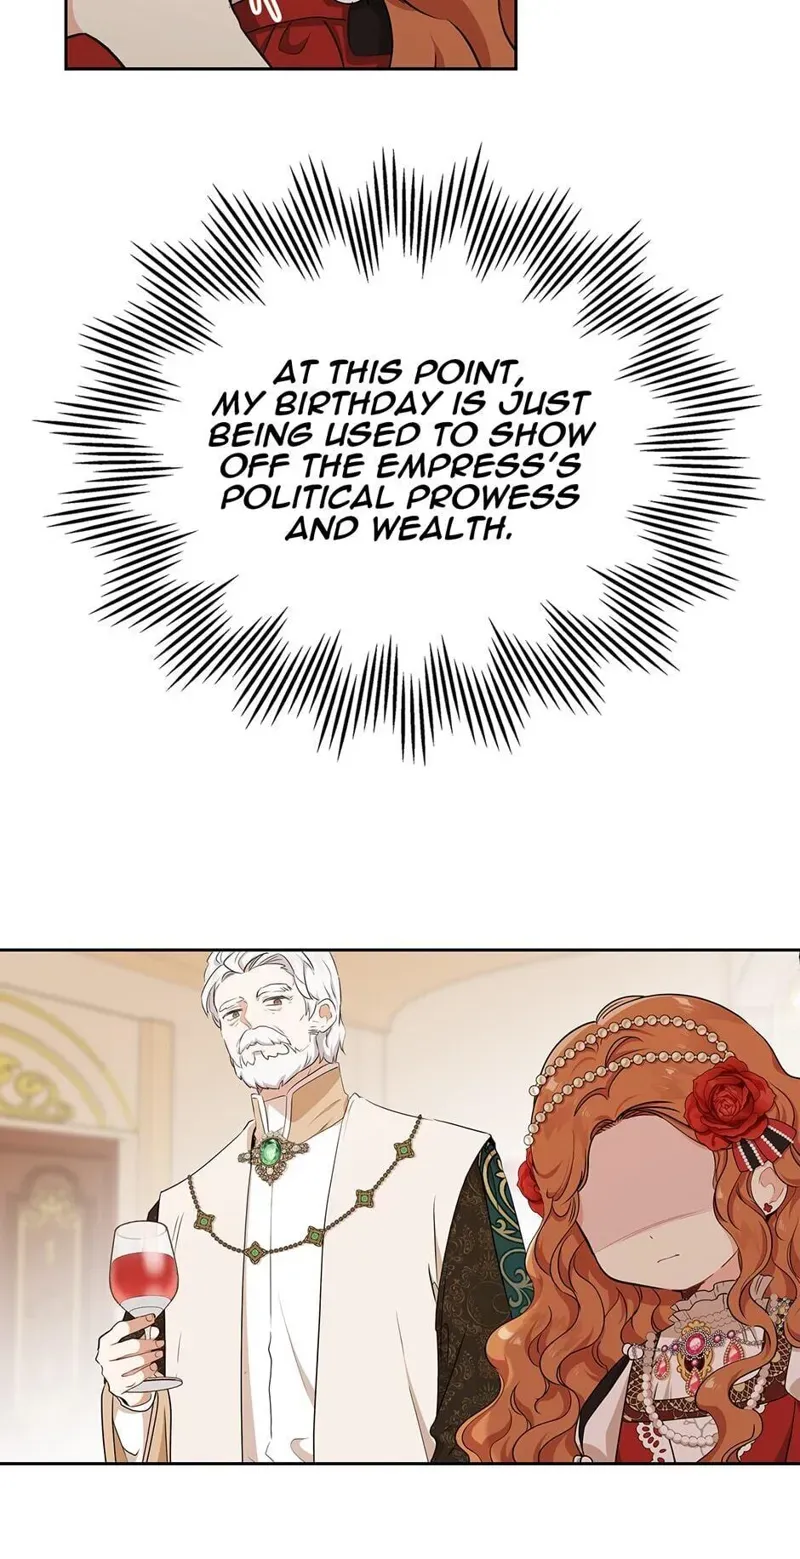 AT THIS POINT,
MY BIRTHDAY IS JUST
BEING USED TO SHOW
OFF THE EMPRESS'S
POLITICAL PROWESS
AND WEALTH.